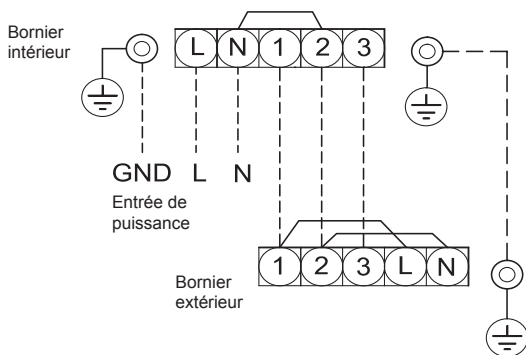 Bornier
intérieur
L N 1 2 3
GND L N
Entrée de
puissance
1 2 3 L N
Bornier
extérieur